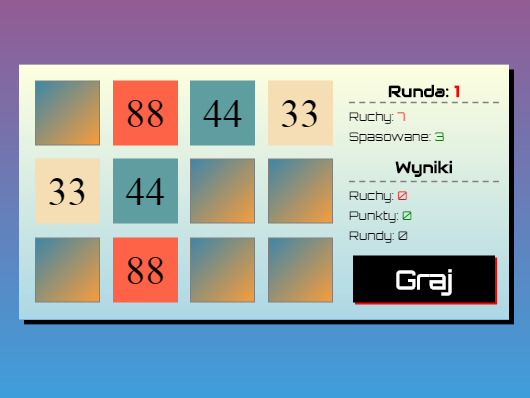 88 44 33
33 44
88
Runda: 1
Ruchy: 7
Spasowane: 3
Wyniki
Ruchy: 0
Punkty: 0
Rundy: 0
Graj